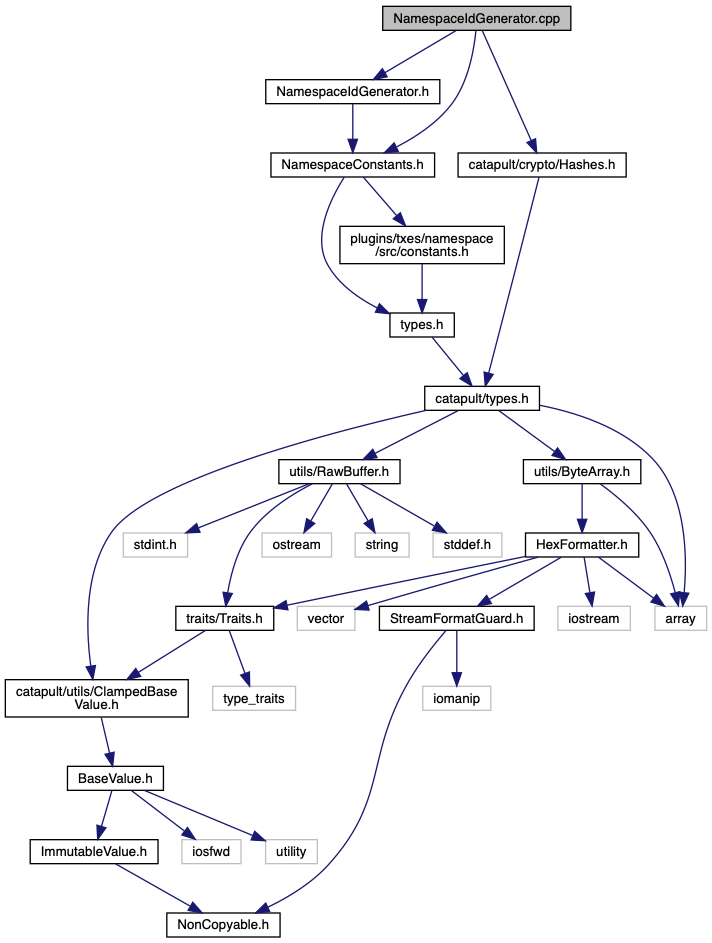 NamespaceIdGenerator.cpp
NamespaceIdGenerator.h
NamespaceConstants.h
catapult/crypto/Hashes.h
plugins/txes/namespace
/src/constants.h
types.h
catapult/types.h
utils/RawBuffer.h
utils/ByteArray.h
stdint.h
ostream
string
stddef.h
HexFormatter.h
traits/Traits.h
vector
StreamFormatGuard.h
iostream
array
catapult/utils/ClampedBase
Value.h
type_traits
iomanip
BaseValue.h
ImmutableValue.h
iosfwd
utility
NonCopyable.h